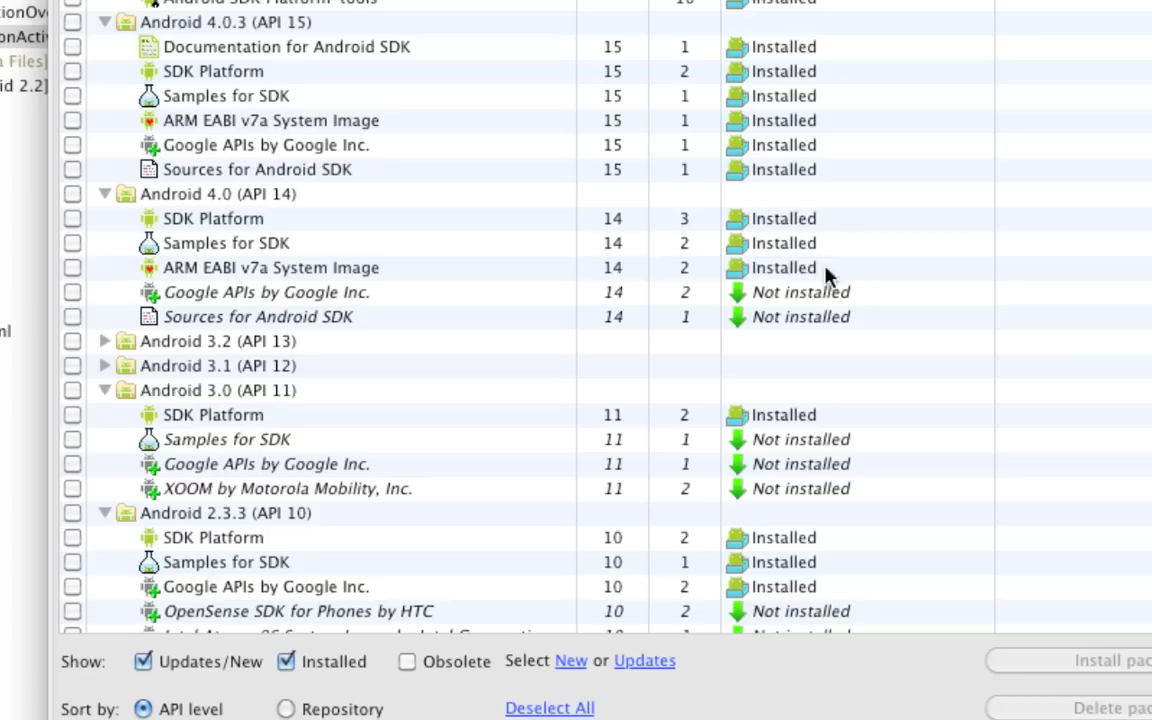 Android SDK Platform-tools 10 Installed
Android 4.0.3 (API 15)
Documentation for Android SDK 15 1 Installed
SDK Platform 15 2 Installed
Samples for SDK 15 1 Installed
ARM EABI v7a System Image 15 1 Installed
Google APIs by Google Inc. 15 1 Installed
Sources for Android SDK 15 1 Installed
Android 4.0 (API 14)
SDK Platform 14 3 Installed
Samples for SDK 14 2 Installed
ARM EABI v7a System Image 14 2 Installed
Google APIs by Google Inc. 14 2 Not installed
Sources for Android SDK 14 1 Not installed
Android 3.2 (API 13)
Android 3.1 (API 12)
Android 3.0 (API 11)
SDK Platform 11 2 Installed
Samples for SDK 11 1 Not installed
Google APIs by Google Inc. 11 1 Not installed
XOOM by Motorola Mobility, Inc. 11 2 Not installed
Android 2.3.3 (API 10)
SDK Platform 10 2 Installed
Samples for SDK 10 1 Installed
Google APIs by Google Inc. 10 2 Installed
OpenSense SDK for Phones by HTC 10 2 Not installed
Show: Updates/New Installed Obsolete Select New or Updates Install pac
Sort by: API level Repository Deselect All Delete pac
ionOv
onActiv
Files]
id 2.2]
ml